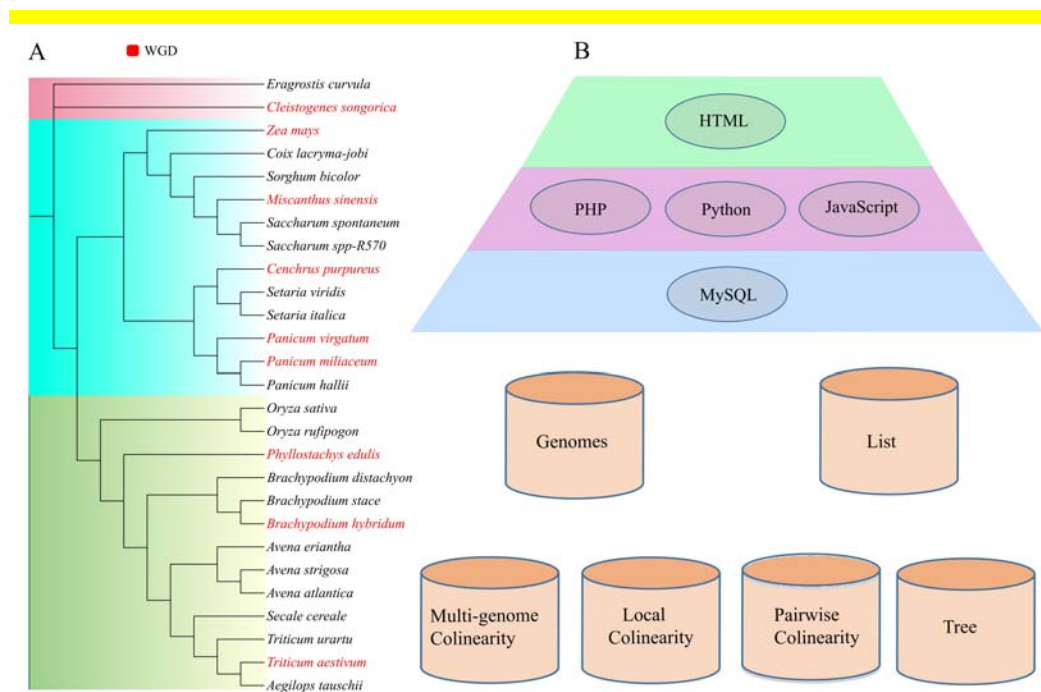 A
WGD
Eragrostis curvula
Cleistogenes songorica
Zea mays
Coix lacryma-jobi
Sorghum bicolor
Miscanthus sinensis
Saccharum spontaneum
Saccharum spp-R570
Cenchrus purpureus
Setaria viridis
Setaria italica
Panicum virgatum
Panicum miliaceum
Panicum hallii
Oryza sativa
Oryza rufipogon
Phyllostachys edulis
Brachypodium distachyon
Brachypodium stace
Brachypodium hybridum
Avena eriantha
Avena strigosa
Avena atlantica
Secale cereale
Triticum urartu
Triticum aestivum
Aegilops tauschii
B
HTML
PHP
Python
JavaScript
MySQL
Genomes
List
Multi-genome
Colinearity
Local
Colinearity
Pairwise
Colinearity
Tree